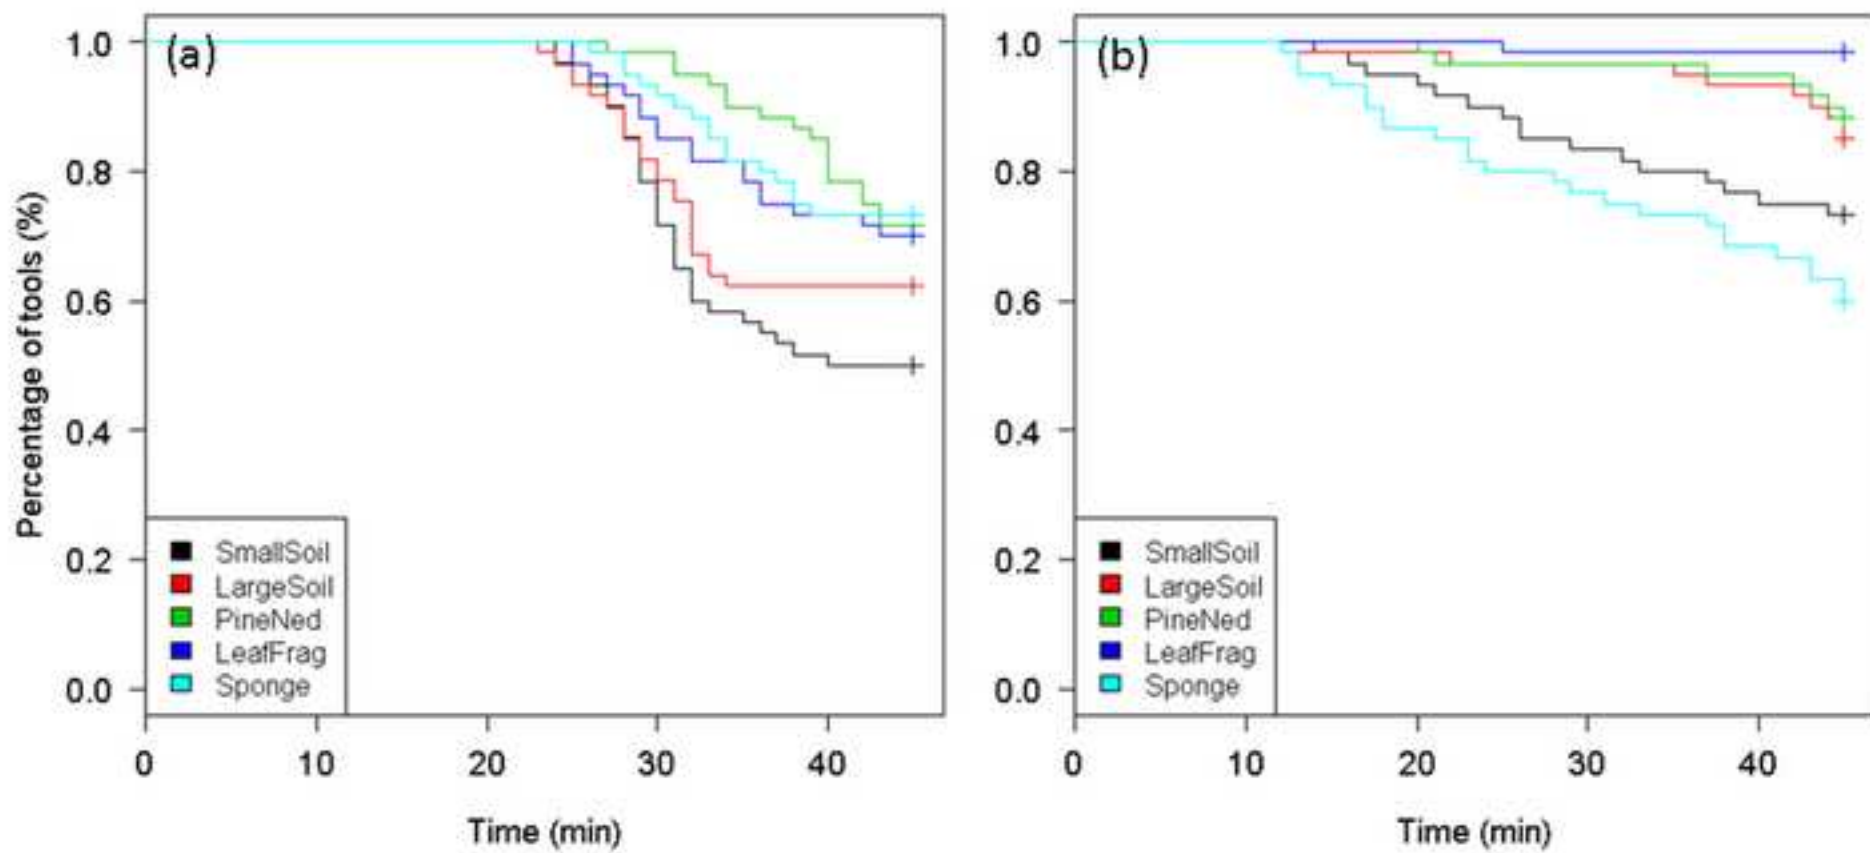 (a)
1.0
0.8
0.6
0.4
0.2
0.0
Percentage of tools (%)
SmallSoil
LargeSoil
PineNed
LeafFrag
Sponge
0 10 20 30 40
Time (min)
(b)
1.0
0.8
0.6
0.4
0.2
0.0
SmallSoil
LargeSoil
PineNed
LeafFrag
Sponge
0 10 20 30 40
Time (min)